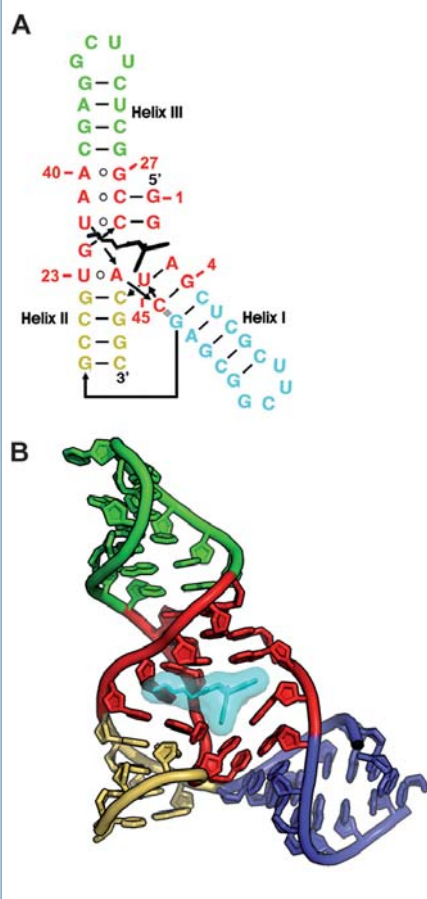 A
C U
G U
G – C
A – U Helix III
G – C
C – G
40 – A o G – 27
5'
A o C – G – 1
U o C – G
G A 4
23 – U o A U G
G – C C C
C – G 45 G U
Helix II Helix I
C – G A C
G – C G G
3' C C U
G U
G C
B